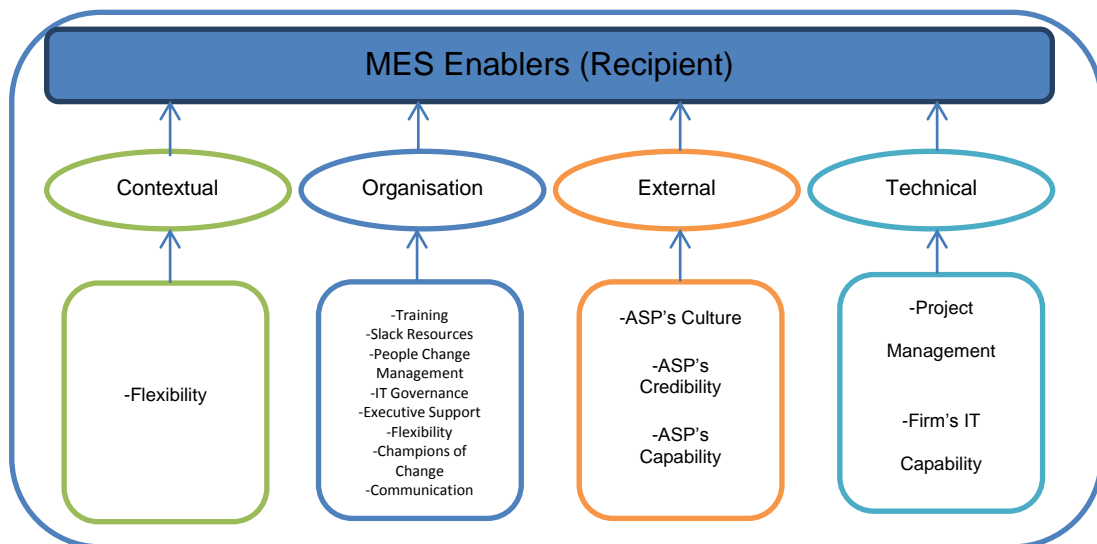 MES Enablers (Recipient)
Contextual
Organisation
External
Technical
-Flexibility
-Training
-Slack Resources
-People Change
Management
-IT Governance
-Executive Support
-Flexibility
-Champions of
Change
-Communication
-ASP’s Culture
-ASP’s
Credibility
-ASP’s
Capability
-Project
Management
-Firm’s IT
Capability